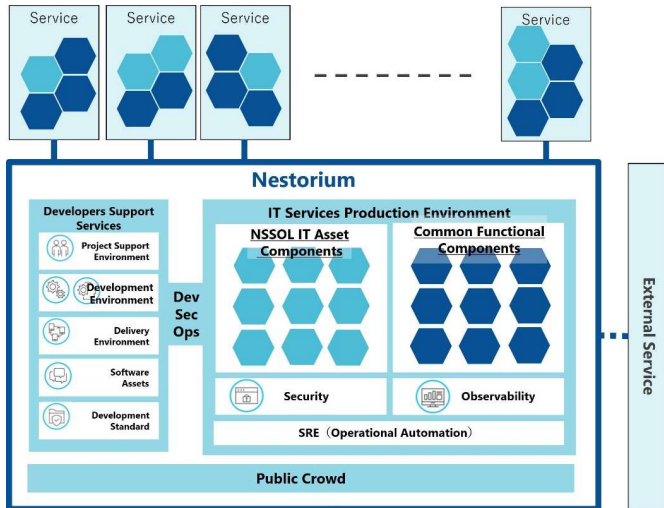 Service
Service
Service
Service
Nestorium
Developers Support
Services
Project Support
Environment
Development
Environment
Delivery
Environment
Software
Assets
Development
Standard
Dev
Sec
Ops
IT Services Production Environment
NSSOL IT Asset
Components
Common Functional
Components
Security
Observability
SRE（Operational Automation）
Public Crowd
External Service